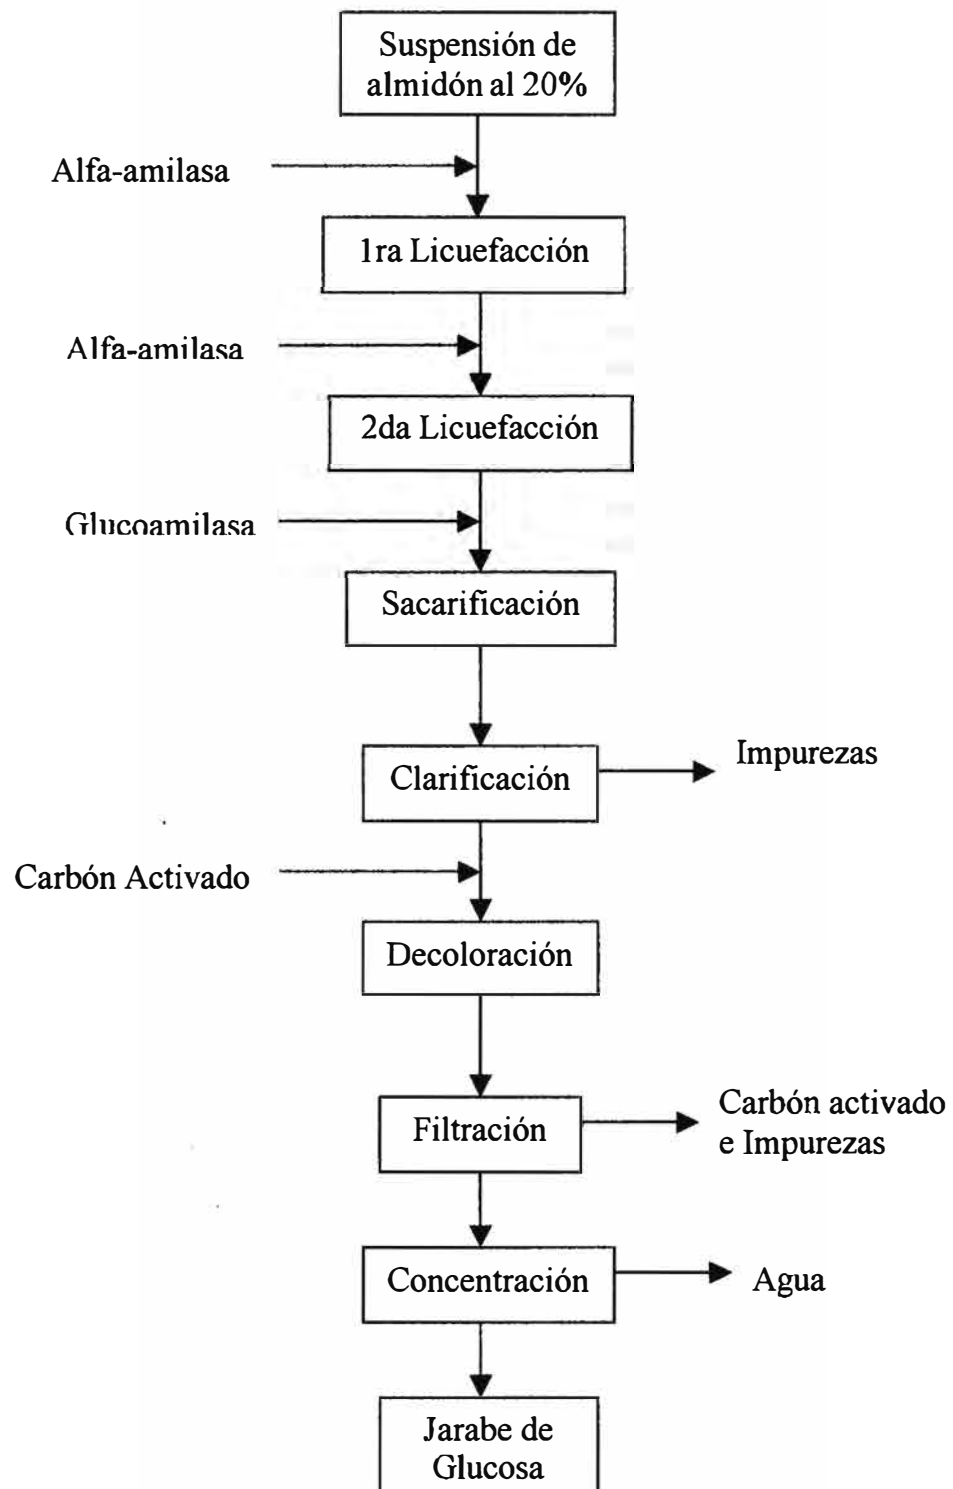 Suspensión de
almidón al 20%
Alfa-amilasa
1ra Licuefacción
Alfa-amilasa
2da Licuefacción
Glucoamilasa
Sacarificación
Clarificación
Impurezas
Carbón Activado
Decoloración
Filtración
Carbón activado
e Impurezas
Concentración
Agua
Jarabe de
Glucosa